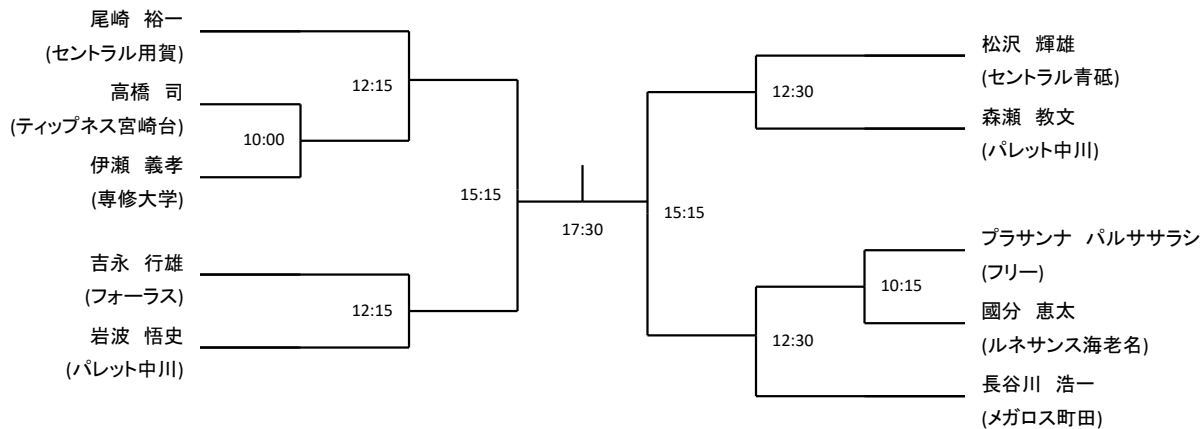 尾崎　裕一
(セントラル用賀)
高橋　司
(ティップネス宮崎台)
伊瀬　義孝
(専修大学)
吉永　行雄
(フォーラス)
岩波　悟史
(パレット中川)
12:15
10:00
12:15
15:15
17:30
15:15
12:30
10:15
12:30
松沢　輝雄
(セントラル青砥)
森瀬　教文
(パレット中川)
プラサンナ　パルササラシ
(フリー)
國分　恵太
(ルネサンス海老名)
長谷川　浩一
(メガロス町田)